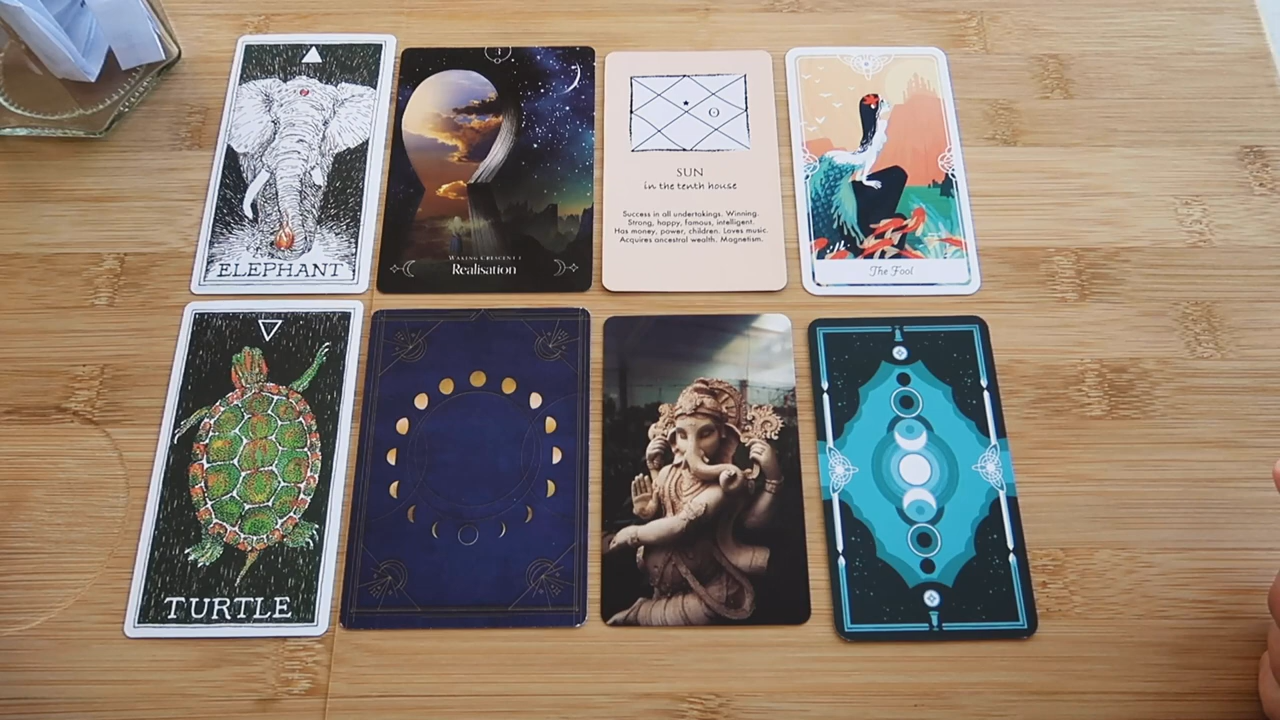 ELEPHANT
WAXING CRESCENT I
Realisation
SUN
in the tenth house
Success in all undertakings. Winning.
Strong, happy, famous, intelligent.
Has money, power, children. Loves music.
Acquires ancestral wealth. Magnetism.
The Fool
TURTLE